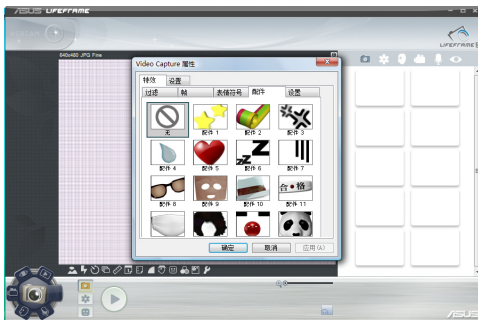 ASUS LIFEFRAME
LIFEFRAME
640x480 JPG Fine
Video Capture 属性
特效 设置
过滤 帧 表情符号 配件 设置
无 配件 1 配件 2 配件 3
配件 4 配件 5 配件 6 配件 7
配件 8 配件 9 配件 10 配件 11
合●格
确定 取消 应用(A)
ASUS